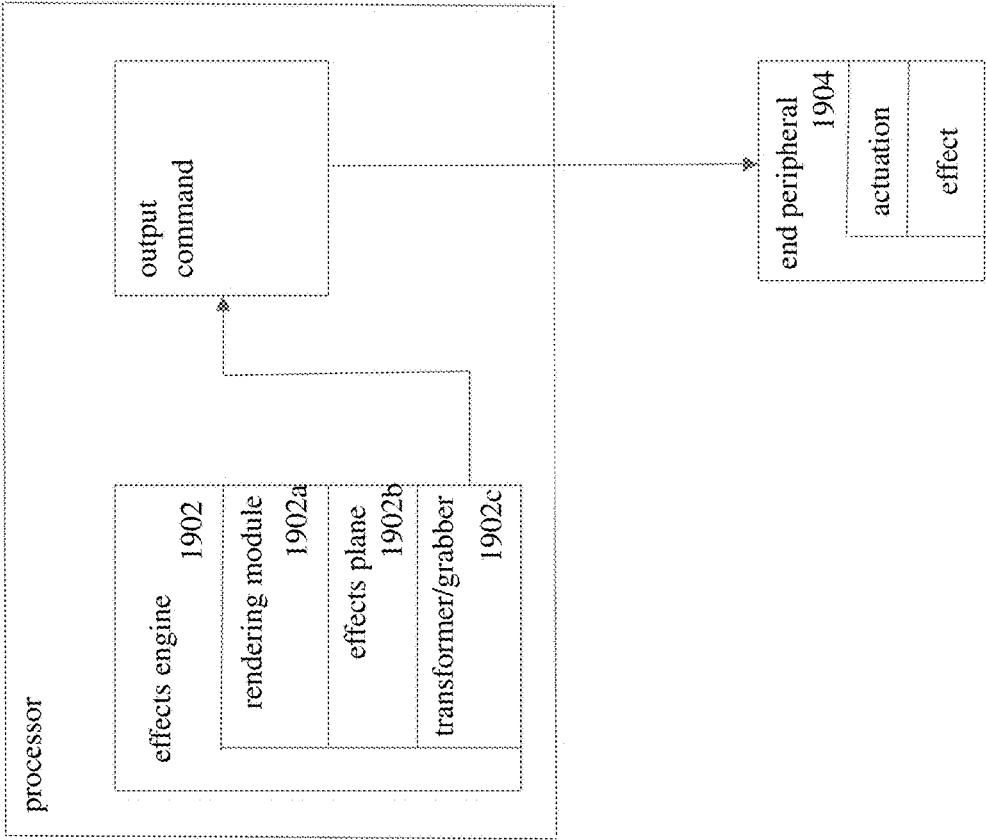 processor
effects engine
1902
rendering module
1902a
effects plane
1902b
transformer/grabber
1902c
output
command
end peripheral
1904
actuation
effect